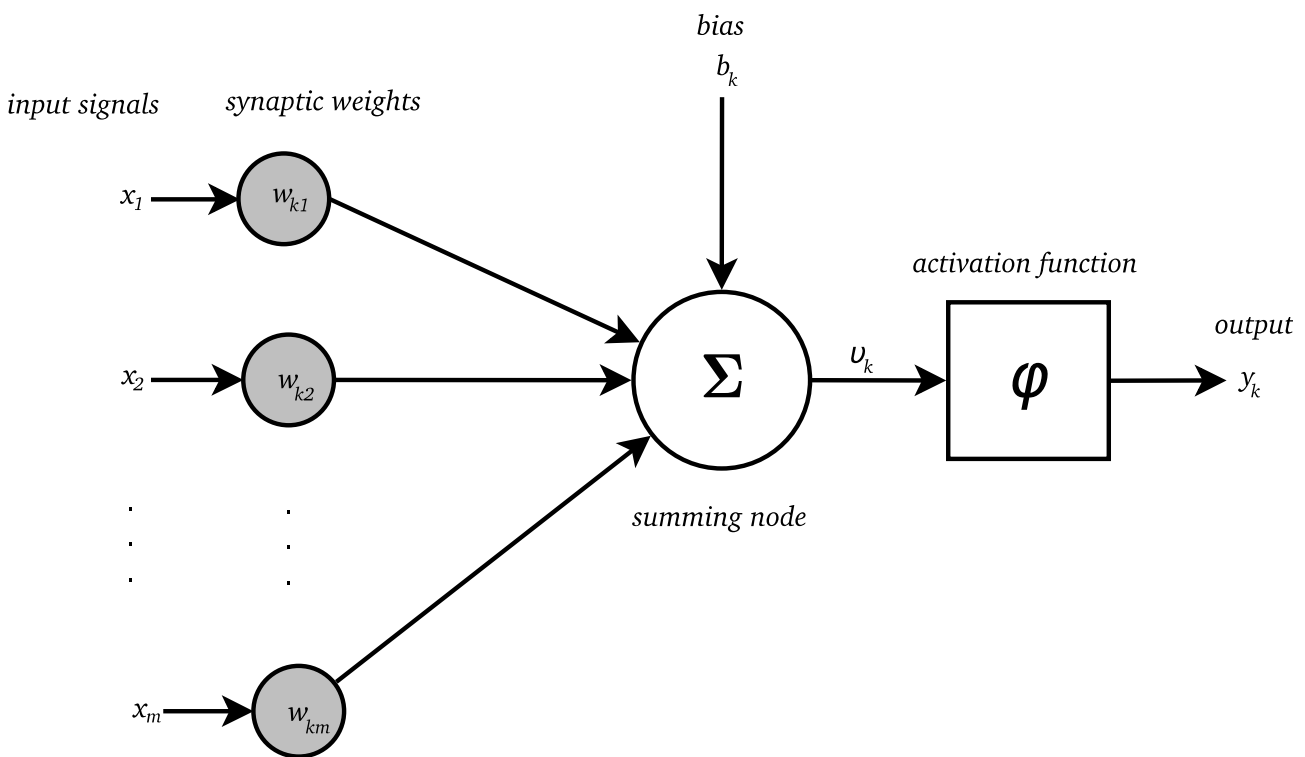 bias
b_k
input signals
synaptic weights
x_1
w_k1
activation function
output
x_2
w_k2
Σ
υ_k
φ
y_k
summing node
x_m
w_km